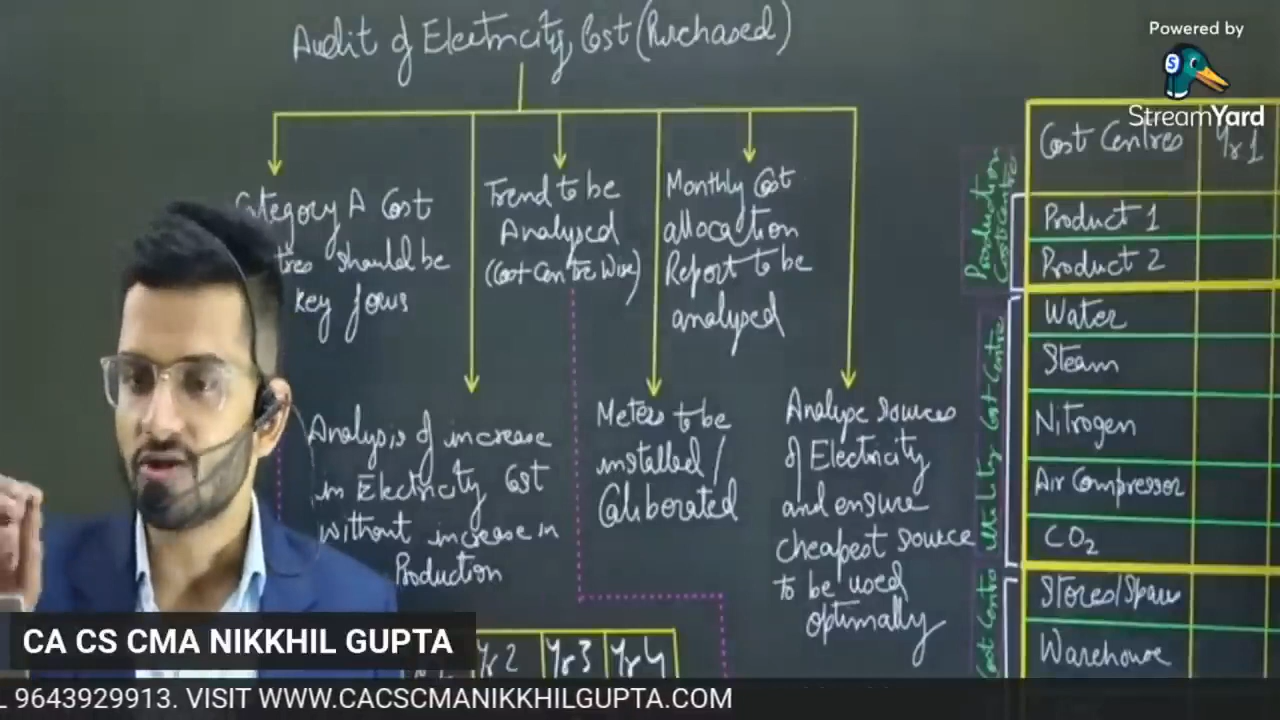 Audit of Electricity Cost (Purchased)
Category A Cost
should be
key focus
Trend to be
Analysed
(Cost Centre Wise)
Monthly Cost
allocation
Report to be
analysed
Analysis of increase
in Electricity Cost
without increase in
Production
Meters to be
installed/
Caliborated
Analyse sources
of Electricity
and ensure
cheapest source
to be used
optimally
Production
Cost Centre
Utility Cost Centre
Cost Centre
Cost Centres Yr 1
Product 1
Product 2
Water
Steam
Nitrogen
Air Compressor
CO2
Stores/Spares
Warehouse
Yr 2 Yr 3 Yr 4
Powered by
S
StreamYard
CA CS CMA NIKKHIL GUPTA
9643929913. VISIT WWW.CACSCMANIKKHILGUPTA.COM